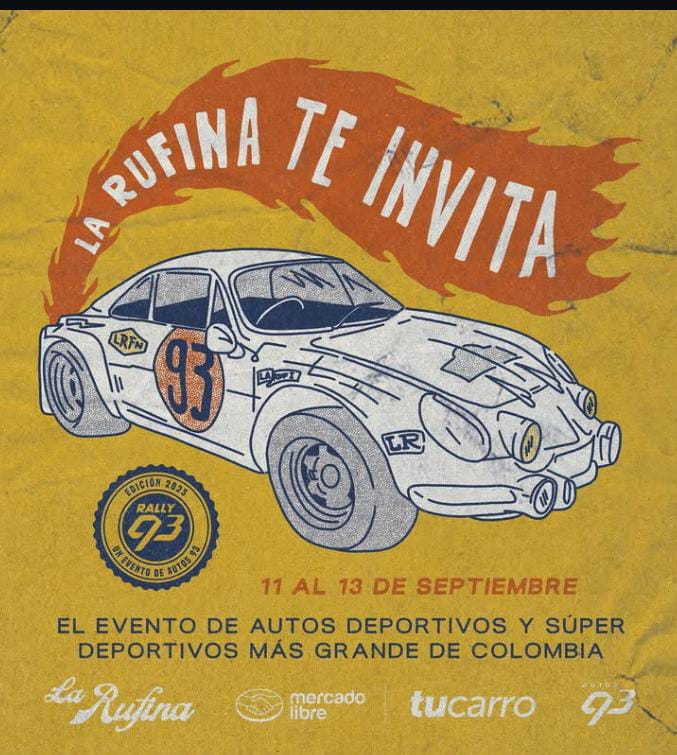 LA RUFINA TE INVITA
LRFN
93
LR
EDICIÓN 2025
RALLY
93
UN EVENTO DE AUTOS 93
11 AL 13 DE SEPTIEMBRE
EL EVENTO DE AUTOS DEPORTIVOS Y SÚPER
DEPORTIVOS MÁS GRANDE DE COLOMBIA
La Rufina
mercado
libre
tucarro
AUTOS
93